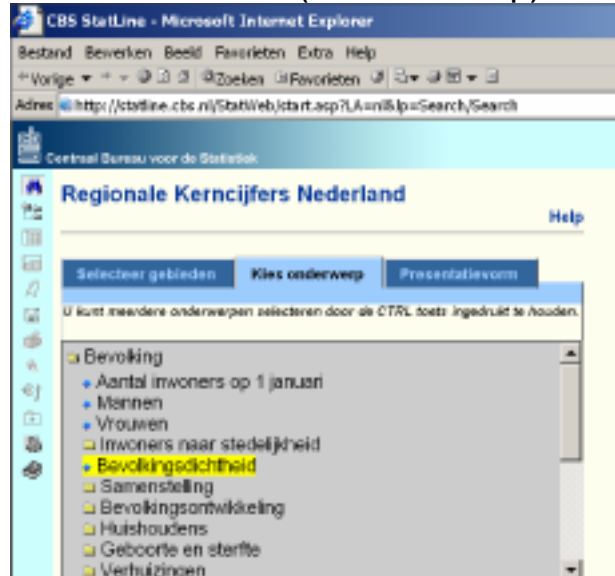 CBS StatLine - Microsoft Internet Explorer
Bestand Bewerken Beeld Favorieten Extra Help
Vorige Zoeken Favorieten
Adres http://statline.cbs.nl/StatWeb/start.asp?LA=nl&lp=Search/Search
Centraal Bureau voor de Statistiek
Regionale Kerncijfers Nederland
Help
Selecteer gebieden Kies onderwerp Presentatievorm
U kunt meerdere onderwerpen selecteren door de CTRL toets ingedrukt te houden.
Bevolking
Aantal inwoners op 1 januari
Mannen
Vrouwen
Inwoners naar stedelijkheid
Bevolkingsdichtheid
Samenstelling
Bevolkingsontwikkeling
Huishoudens
Geboorte en sterfte
Verhuizingen